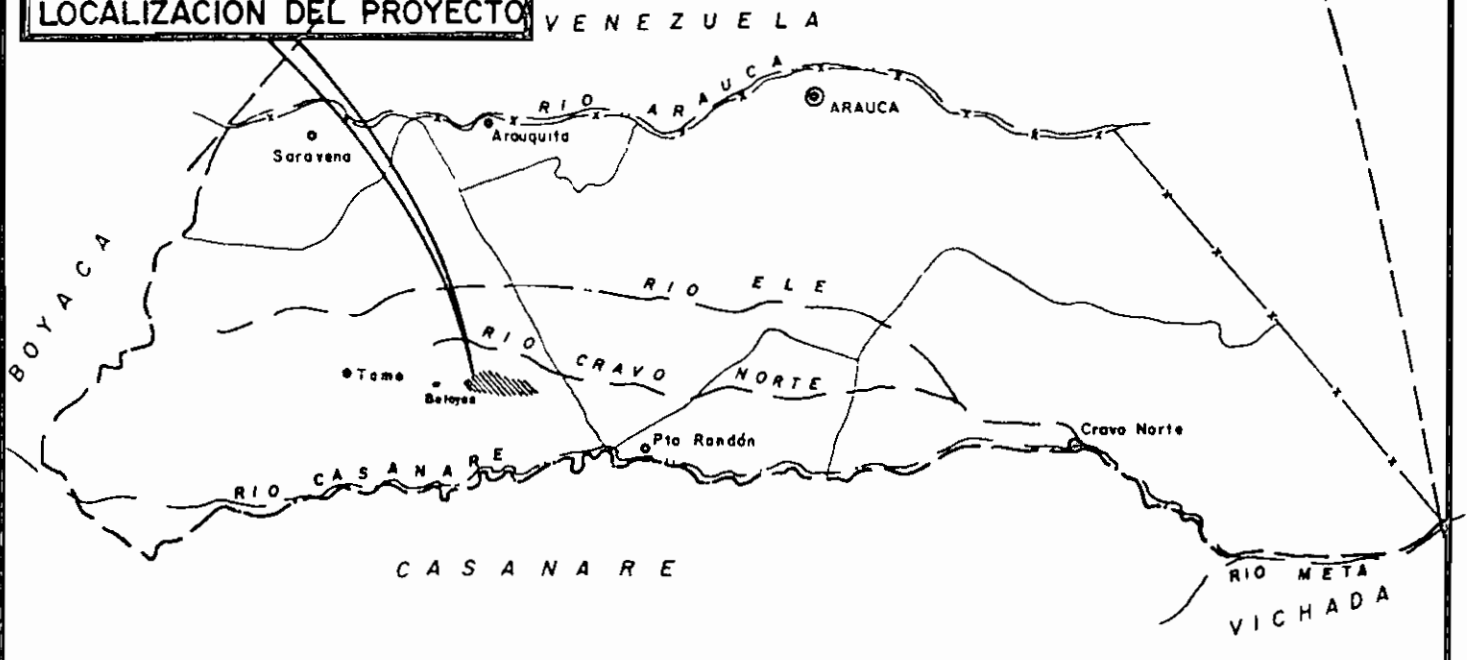 LOCALIZACION DEL PROYECTO
VENEZUELA
RIO ARAUCA
ARAUCA
Arauquita
Saravena
BOYACA
RIO ELE
RIO CRAVO NORTE
Tame
Betoyes
Pto Rondón
Cravo Norte
RIO CASANARE
CASANARE
RIO META
VICHADA